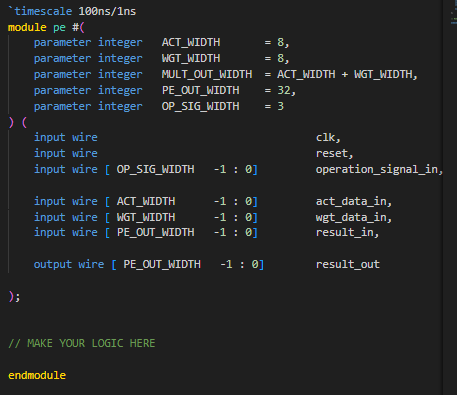 `timescale 100ns/1ns
module pe #(
    parameter integer   ACT_WIDTH       = 8,
    parameter integer   WGT_WIDTH       = 8,
    parameter integer   MULT_OUT_WIDTH  = ACT_WIDTH + WGT_WIDTH,
    parameter integer   PE_OUT_WIDTH    = 32,
    parameter integer   OP_SIG_WIDTH    = 3
) (
    input wire                                  clk,
    input wire                                  reset,
    input wire [ OP_SIG_WIDTH   -1 : 0]         operation_signal_in,
    input wire [ ACT_WIDTH      -1 : 0]         act_data_in,
    input wire [ WGT_WIDTH      -1 : 0]         wgt_data_in,
    input wire [ PE_OUT_WIDTH   -1 : 0]         result_in,
    output wire [ PE_OUT_WIDTH   -1 : 0]        result_out
);
// MAKE YOUR LOGIC HERE
endmodule